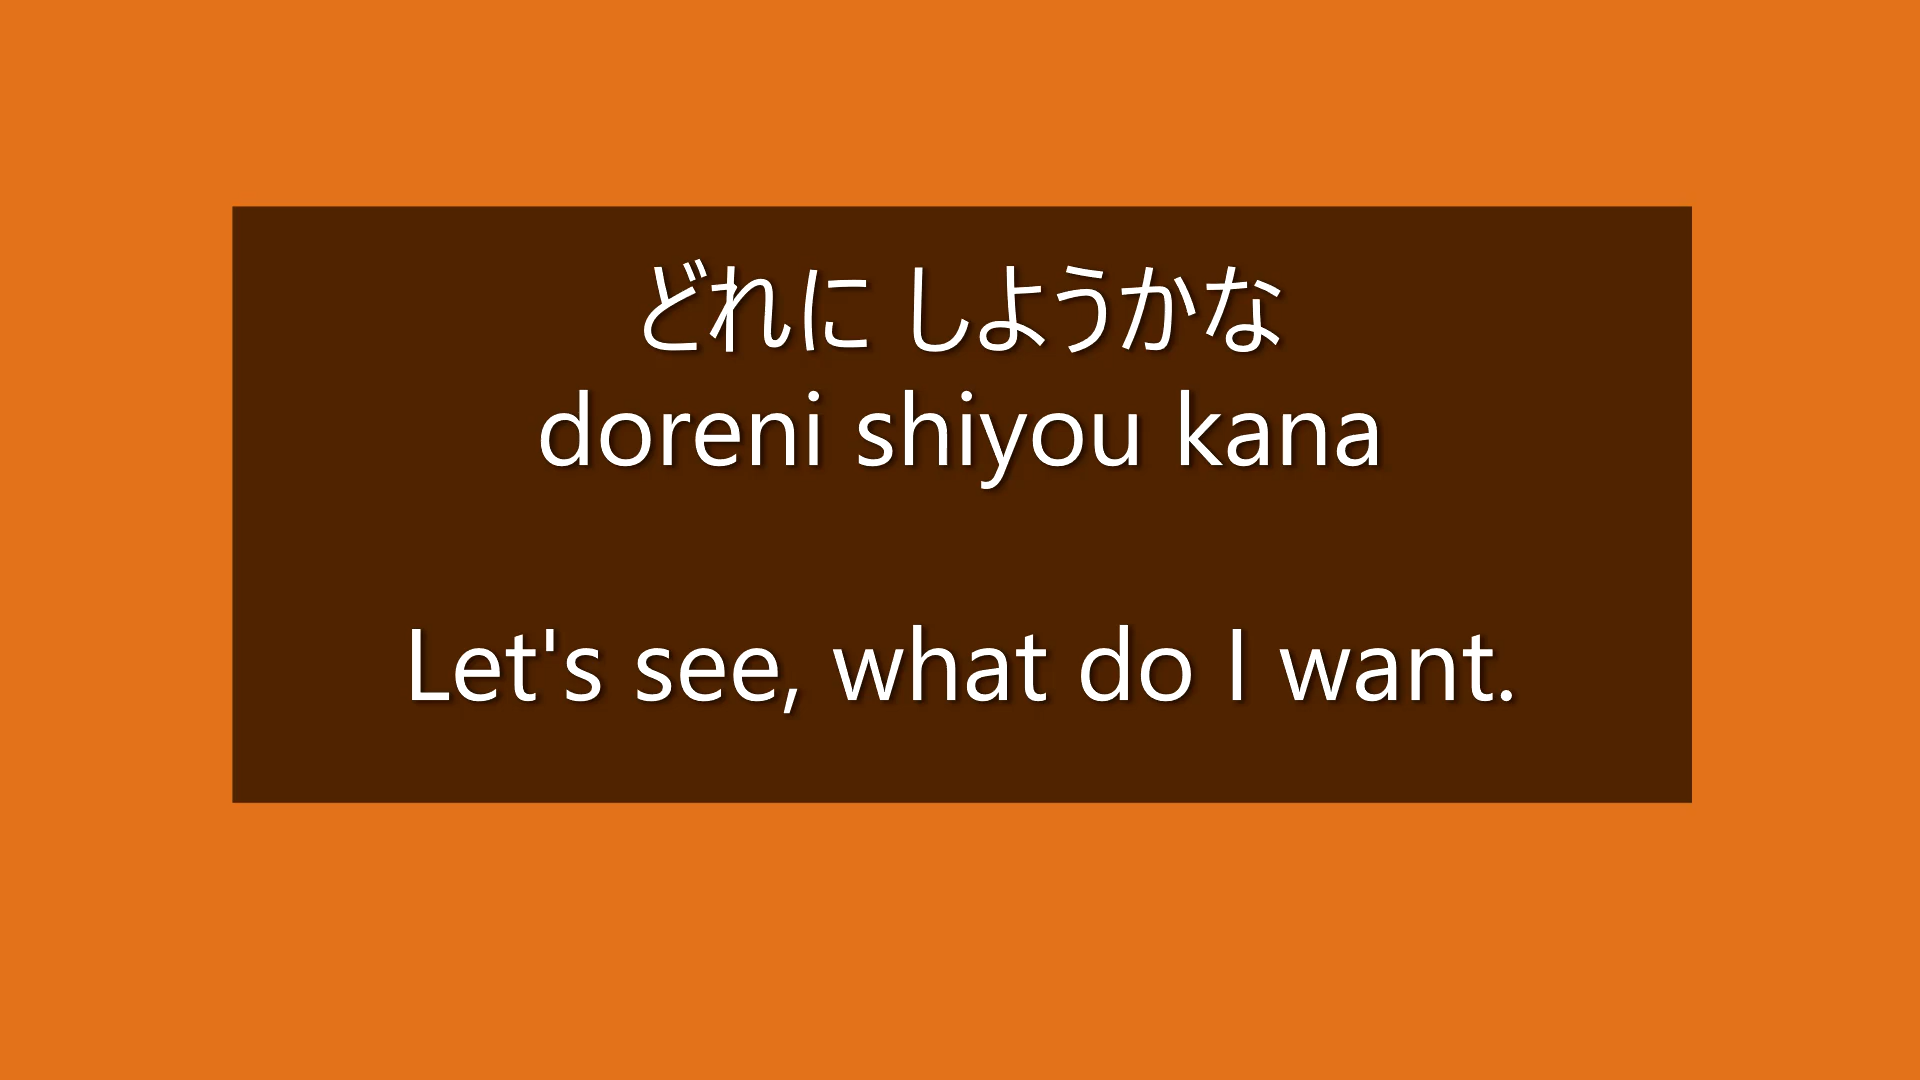 どれに しようかな
doreni shiyou kana
Let's see, what do I want.